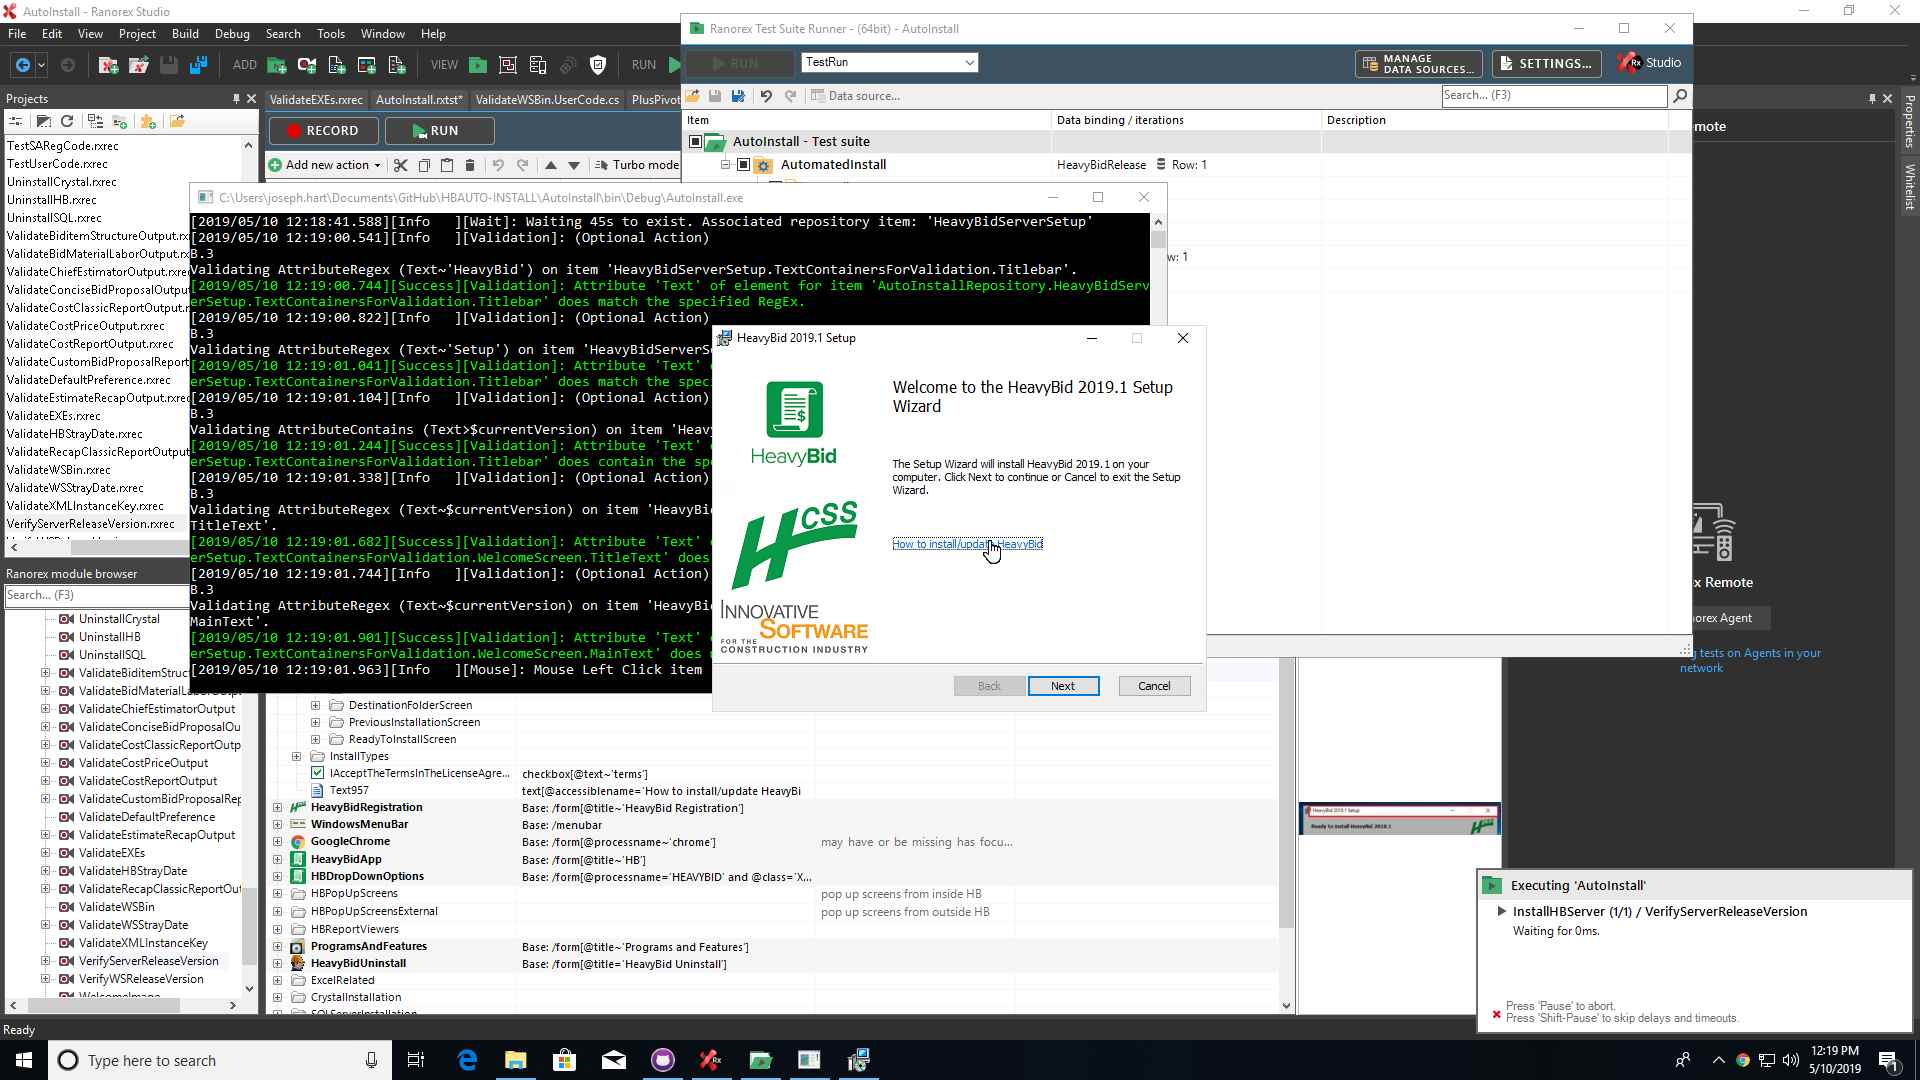 AutoInstall - Ranorex Studio
File Edit View Project Build Debug Search Tools Window Help
ADD VIEW RUN
Projects
TestSARegCode.rxrec
TestUserCode.rxrec
UninstallCrystal.rxrec
UninstallHB.rxrec
UninstallSQL.rxrec
ValidateBiditemStructureOutput.rx
ValidateBidMaterialLaborOutput.rx
ValidateChiefEstimator.rxrec
ValidateConciseBidProposalOutpu
ValidateCostClassicReportOutput.r
ValidateCostPriceOutput.rxrec
ValidateCostReportOutput.rxrec
ValidateCustomBidProposalReport
ValidateDefaultPreference.rxrec
ValidateEstimateRecapOutput.rxre
ValidateEXEs.rxrec
ValidateHBStrayDate.rxrec
ValidateRecapClassicReportOutput
ValidateWSBin.rxrec
ValidateWSStrayDate.rxrec
ValidateXMLInstanceKey.rxrec
VerifyServerReleaseVersion.rxrec
Ranorex module browser
Search... (F3)
UninstallCrystal
UninstallHB
UninstallSQL
ValidateBiditemStruc
ValidateBidMaterialLa
ValidateChiefEstimator
ValidateConciseBidProposalOu
ValidateCostClassicReportOutp
ValidateCostPriceOutput
ValidateCostReportOutput
ValidateCustomBidProposalRep
ValidateDefaultPreference
ValidateEstimateRecapOutput
ValidateEXEs
ValidateHBStrayDate
ValidateRecapClassicReportOut
ValidateWSBin
ValidateWSStrayDate
ValidateXMLInstanceKey
VerifyServerReleaseVersion
VerifyWSReleaseVersion
WelcomeImage
Ready
ValidateEXEs.rxrec AutoInstall.rxtst* ValidateWSBin.UserCode.cs PlusPivot
RECORD RUN
Add new action Turbo mode
Ranorex Test Suite Runner - (64bit) - AutoInstall
RUN TestRun MANAGE DATA SOURCES... SETTINGS... Studio
Data source... Search... (F3)
Item Data binding / iterations Description
AutoInstall - Test suite
AutomatedInstall HeavyBidRelease Row: 1
w: 1
C:\Users\joseph.hart\Documents\GitHub\HBAUTO-INSTALL\AutoInstall\bin\Debug\AutoInstall.exe
[2019/05/10 12:18:41.588][Info   ][Wait]: Waiting 45s to exist. Associated repository item: 'HeavyBidServerSetup'
[2019/05/10 12:19:00.541][Info   ][Validation]: (Optional Action)
B.3
Validating AttributeRegex (Text~'HeavyBid') on item 'HeavyBidServerSetup.TextContainersForValidation.Titlebar'.
[2019/05/10 12:19:00.744][Success][Validation]: Attribute 'Text' of element for item 'AutoInstallRepository.HeavyBidServ
erSetup.TextContainersForValidation.Titlebar' does match the specified RegEx.
[2019/05/10 12:19:00.822][Info   ][Validation]: (Optional Action)
B.3
Validating AttributeRegex (Text~'Setup') on item 'HeavyBidServerS
[2019/05/10 12:19:01.041][Success][Validation]: Attribute 'Text'
erSetup.TextContainersForValidation.Titlebar' does match the spec
[2019/05/10 12:19:01.104][Info   ][Validation]: (Optional Action)
B.3
Validating AttributeContains (Text>$currentVersion) on item 'Heav
[2019/05/10 12:19:01.244][Success][Validation]: Attribute 'Text'
erSetup.TextContainersForValidation.Titlebar' does contain the sp
[2019/05/10 12:19:01.338][Info   ][Validation]: (Optional Action)
B.3
Validating AttributeRegex (Text~$currentVersion) on item 'HeavyBi
TitleText'.
[2019/05/10 12:19:01.682][Success][Validation]: Attribute 'Text'
erSetup.TextContainersForValidation.WelcomeScreen.TitleText' does
[2019/05/10 12:19:01.744][Info   ][Validation]: (Optional Action)
B.3
Validating AttributeRegex (Text~$currentVersion) on item 'HeavyBi
MainText'.
[2019/05/10 12:19:01.901][Success][Validation]: Attribute 'Text'
erSetup.TextContainersForValidation.WelcomeScreen.MainText' does
[2019/05/10 12:19:01.963][Info   ][Mouse]: Mouse Left Click item
HeavyBid 2019.1 Setup
Welcome to the HeavyBid 2019.1 Setup
Wizard
HeavyBid
The Setup Wizard will install HeavyBid 2019.1 on your
computer. Click Next to continue or Cancel to exit the Setup
Wizard.
HCSS
How to install/update HeavyBid
INNOVATIVE
SOFTWARE
FOR THE
CONSTRUCTION INDUSTRY
Back Next Cancel
DestinationFolderScreen
PreviousInstallationScreen
ReadyToInstallScreen
InstallTypes
IAcceptTheTermsInTheLicenseAgre... checkbox[@text~'terms']
Text957 text[@accessiblename='How to install/update HeavyBi
HeavyBidRegistration Base: /form[@title~'HeavyBid Registration']
WindowsMenuBar Base: /menubar
GoogleChrome Base: /form[@processname~'chrome'] may have or be missing has focu...
HeavyBidApp Base: /form[@title~'HB']
HBDropDownOptions Base: /form[@processname='HEAVYBID' and @class='X...
HBPopUpScreens pop up screens from inside HB
HBPopUpScreensExternal pop up screens from outside HB
HBReportViewers
ProgramsAndFeatures Base: /form[@title~'Programs and Features']
HeavyBidUninstall Base: /form[@title='HeavyBid Uninstall']
ExcelRelated
CrystalInstallation
SQLServerInstallation
HeavyBid 2019.1 Setup
Ready to install HeavyBid 2019.1
Properties
Whitelist
mote
x Remote
orex Agent
g tests on Agents in your
network
Executing 'AutoInstall'
InstallHBServer (1/1) / VerifyServerReleaseVersion
Waiting for 0ms.
Press 'Pause' to abort.
Press 'Shift-Pause' to skip delays and timeouts.
Type here to search
12:19 PM
5/10/2019
1